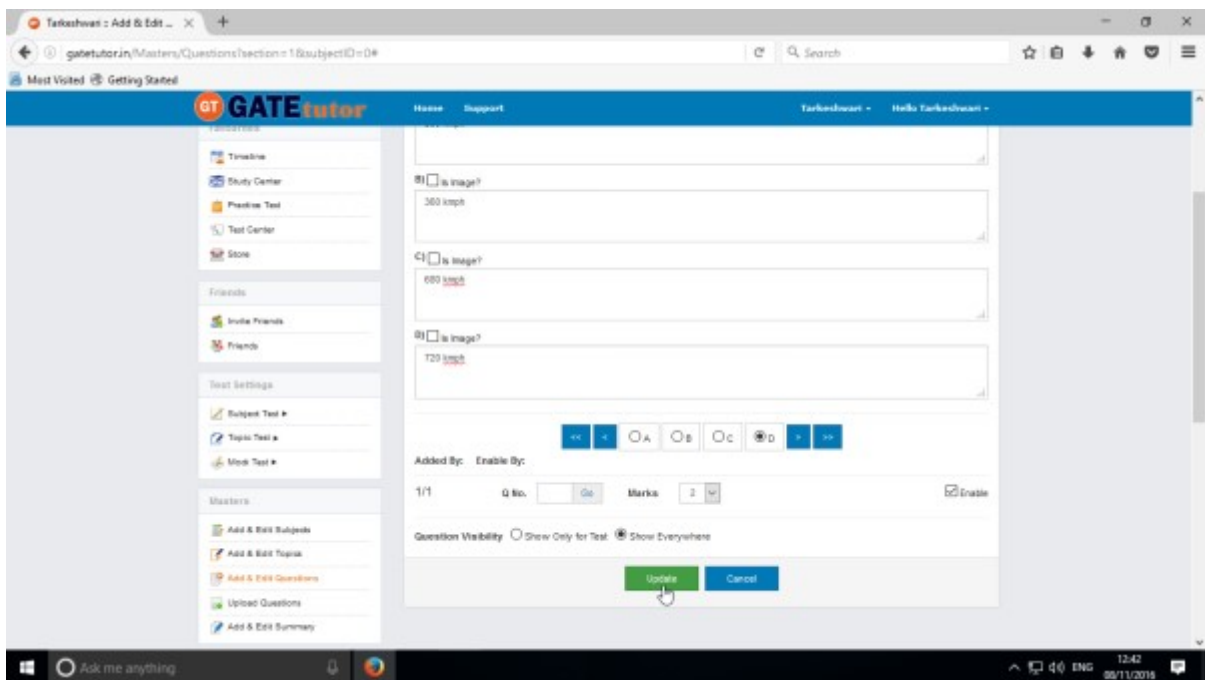 Tarkeshwari :: Add & Edit ...
gatetutor.in/Masters/Questions?section=1&subjectID=0#
Search
Most Visited Getting Started
GT GATEtutor Home Support Tarkeshwari Hello Tarkeshwari
Favourites
Timeline
Study Center
Practice Test
Test Center
Store
Friends
Invite Friends
Friends
Test Settings
Subject Test
Topic Test
Mock Test
Masters
Add & Edit Subjects
Add & Edit Topics
Add & Edit Questions
Upload Questions
Add & Edit Summary
B) Is Image?
360 kmph
C) Is Image?
600 kmph
D) Is Image?
720 kmph
<< < A B C D > >>
Added By: Enable By:
1/1 Q No. Go Marks 2 Enable
Question Visibility Show Only for Test Show Everywhere
Update Cancel
Ask me anything
ENG 12:42
08/11/2016